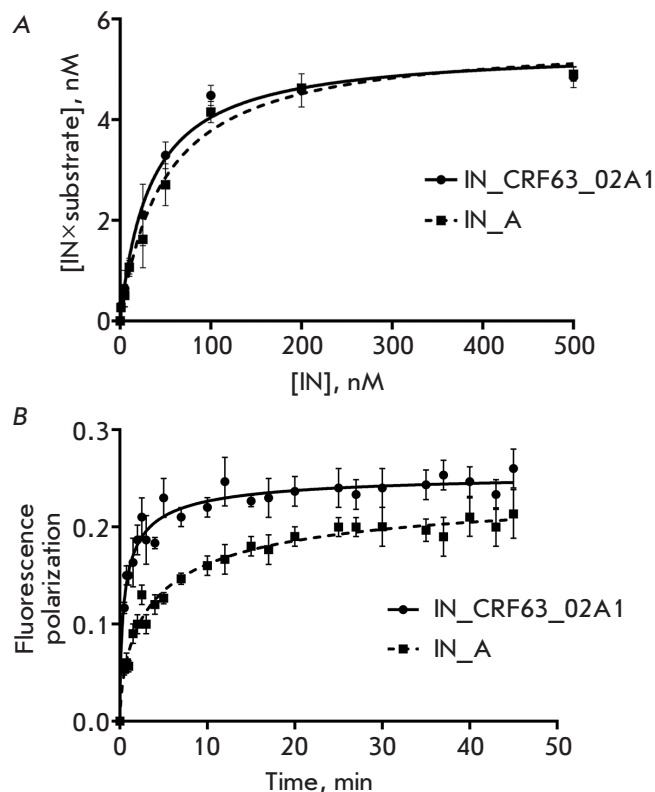 A
[IN×substrate], nM
6
4
2
0
IN_CRF63_02A1
IN_A
0 100 200 300 400 500
[IN], nM
B
Fluorescence
polarization
0.3
0.2
0.1
0.0
IN_CRF63_02A1
IN_A
0 10 20 30 40 50
Time, min